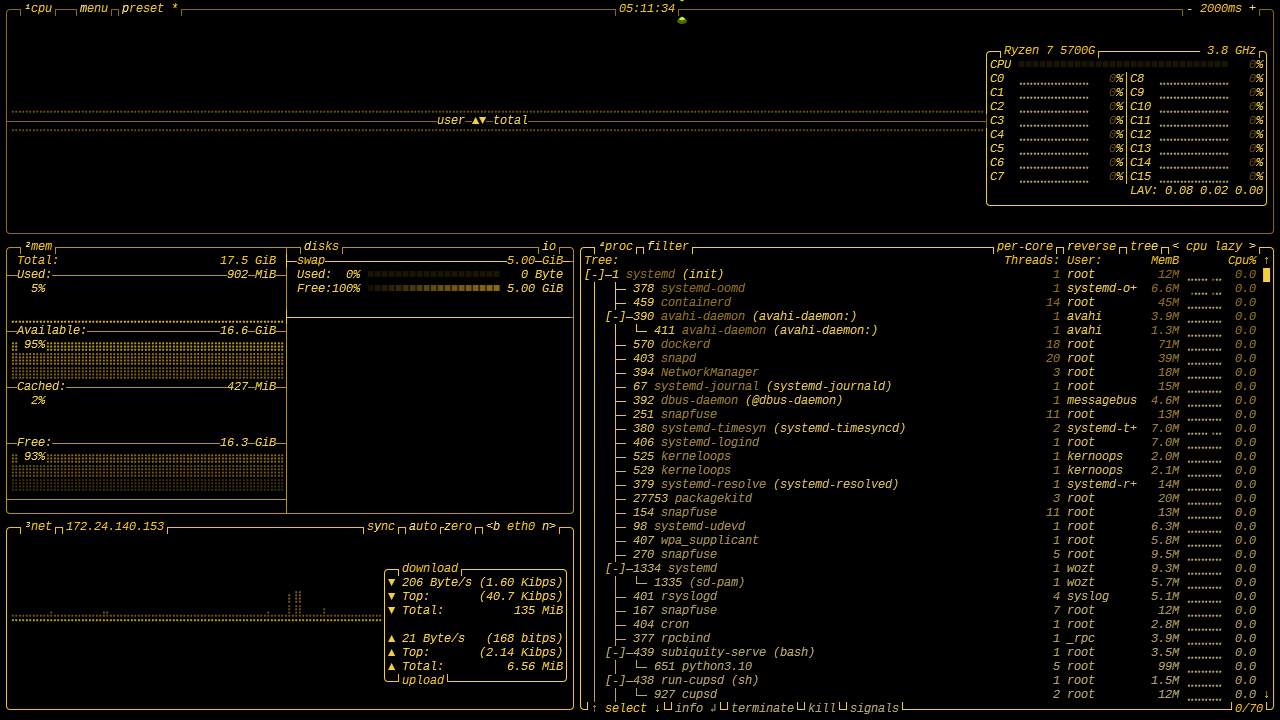 ¹cpu menu preset * 05:11:34 - 2000ms +
Ryzen 7 5700G 3.8 GHz
CPU 0%
C0 0% C8 0%
C1 0% C9 0%
C2 0% C10 0%
user ▲▼ total
C3 0% C11 0%
C4 0% C12 0%
C5 0% C13 0%
C6 0% C14 0%
C7 0% C15 0%
LAV: 0.08 0.02 0.00
²mem disks io
Total: 17.5 GiB swap 5.00 GiB
Used: 902 MiB Used: 0% 0 Byte
5% Free:100% 5.00 GiB
Available: 16.6 GiB
95%
Cached: 427 MiB
2%
Free: 16.3 GiB
93%
³net 172.24.140.153 sync auto zero <b eth0 n>
download
▼ 206 Byte/s (1.60 Kibps)
▼ Top: (40.7 Kibps)
▼ Total: 135 MiB
▲ 21 Byte/s (168 bitps)
▲ Top: (2.14 Kibps)
▲ Total: 6.56 MiB
upload
⁴proc filter per-core reverse tree < cpu lazy >
Tree: Threads: User: MemB Cpu% ↑
[-]─1 systemd (init) 1 root 12M 0.0
├─ 378 systemd-oomd 1 systemd-o+ 6.6M 0.0
├─ 459 containerd 14 root 45M 0.0
[-]─390 avahi-daemon (avahi-daemon:) 1 avahi 3.9M 0.0
└─ 411 avahi-daemon (avahi-daemon:) 1 avahi 1.3M 0.0
├─ 570 dockerd 18 root 71M 0.0
├─ 403 snapd 20 root 39M 0.0
├─ 394 NetworkManager 3 root 18M 0.0
├─ 67 systemd-journal (systemd-journald) 1 root 15M 0.0
├─ 392 dbus-daemon (@dbus-daemon) 1 messagebus 4.6M 0.0
├─ 251 snapfuse 11 root 13M 0.0
├─ 380 systemd-timesyn (systemd-timesyncd) 2 systemd-t+ 7.0M 0.0
├─ 406 systemd-logind 1 root 7.0M 0.0
├─ 525 kerneloops 1 kernoops 2.0M 0.0
├─ 529 kerneloops 1 kernoops 2.1M 0.0
├─ 379 systemd-resolve (systemd-resolved) 1 systemd-r+ 14M 0.0
├─ 27753 packagekitd 3 root 20M 0.0
├─ 154 snapfuse 11 root 13M 0.0
├─ 98 systemd-udevd 1 root 6.3M 0.0
├─ 407 wpa_supplicant 1 root 5.8M 0.0
├─ 270 snapfuse 5 root 9.5M 0.0
[-]─1334 systemd 1 wozt 9.3M 0.0
└─ 1335 (sd-pam) 1 wozt 5.7M 0.0
├─ 401 rsyslogd 4 syslog 5.1M 0.0
├─ 167 snapfuse 7 root 12M 0.0
├─ 404 cron 1 root 2.8M 0.0
├─ 377 rpcbind 1 _rpc 3.9M 0.0
[-]─439 subiquity-serve (bash) 1 root 3.5M 0.0
└─ 651 python3.10 5 root 99M 0.0
[-]─438 run-cupsd (sh) 1 root 1.5M 0.0
└─ 927 cupsd 2 root 12M 0.0 ↓
↑ select ↓ info ↲ terminate kill signals 0/70